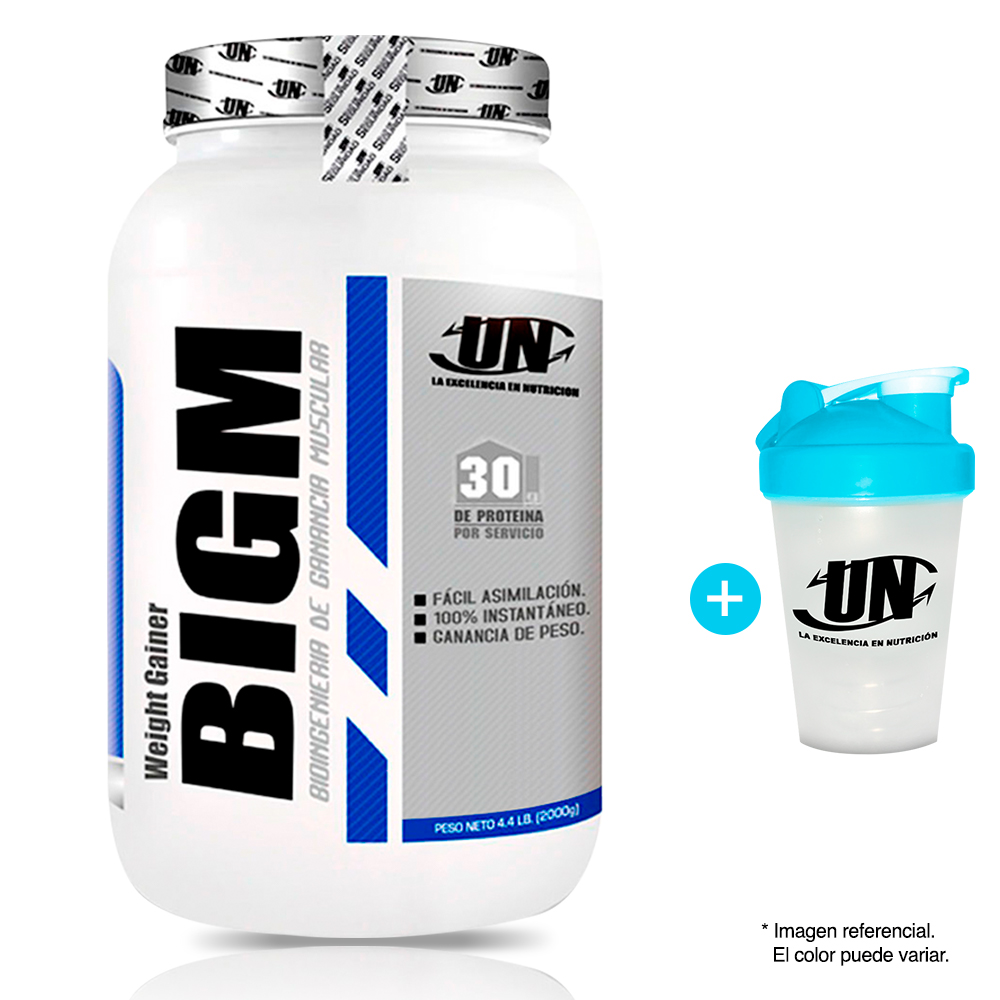 UN
SEGURIDAD
Weight Gainer
BIGM
BIOINGENIERIA DE GANANCIA MUSCULAR
UN
LA EXCELENCIA EN NUTRICION
30
DE PROTEINA
POR SERVICIO
FÁCIL ASIMILACIÓN.
100% INSTANTÁNEO.
GANANCIA DE PESO.
PESO NETO 4.4 LB. (2000g)
+
UN
LA EXCELENCIA EN NUTRICIÓN
* Imagen referencial.
El color puede variar.